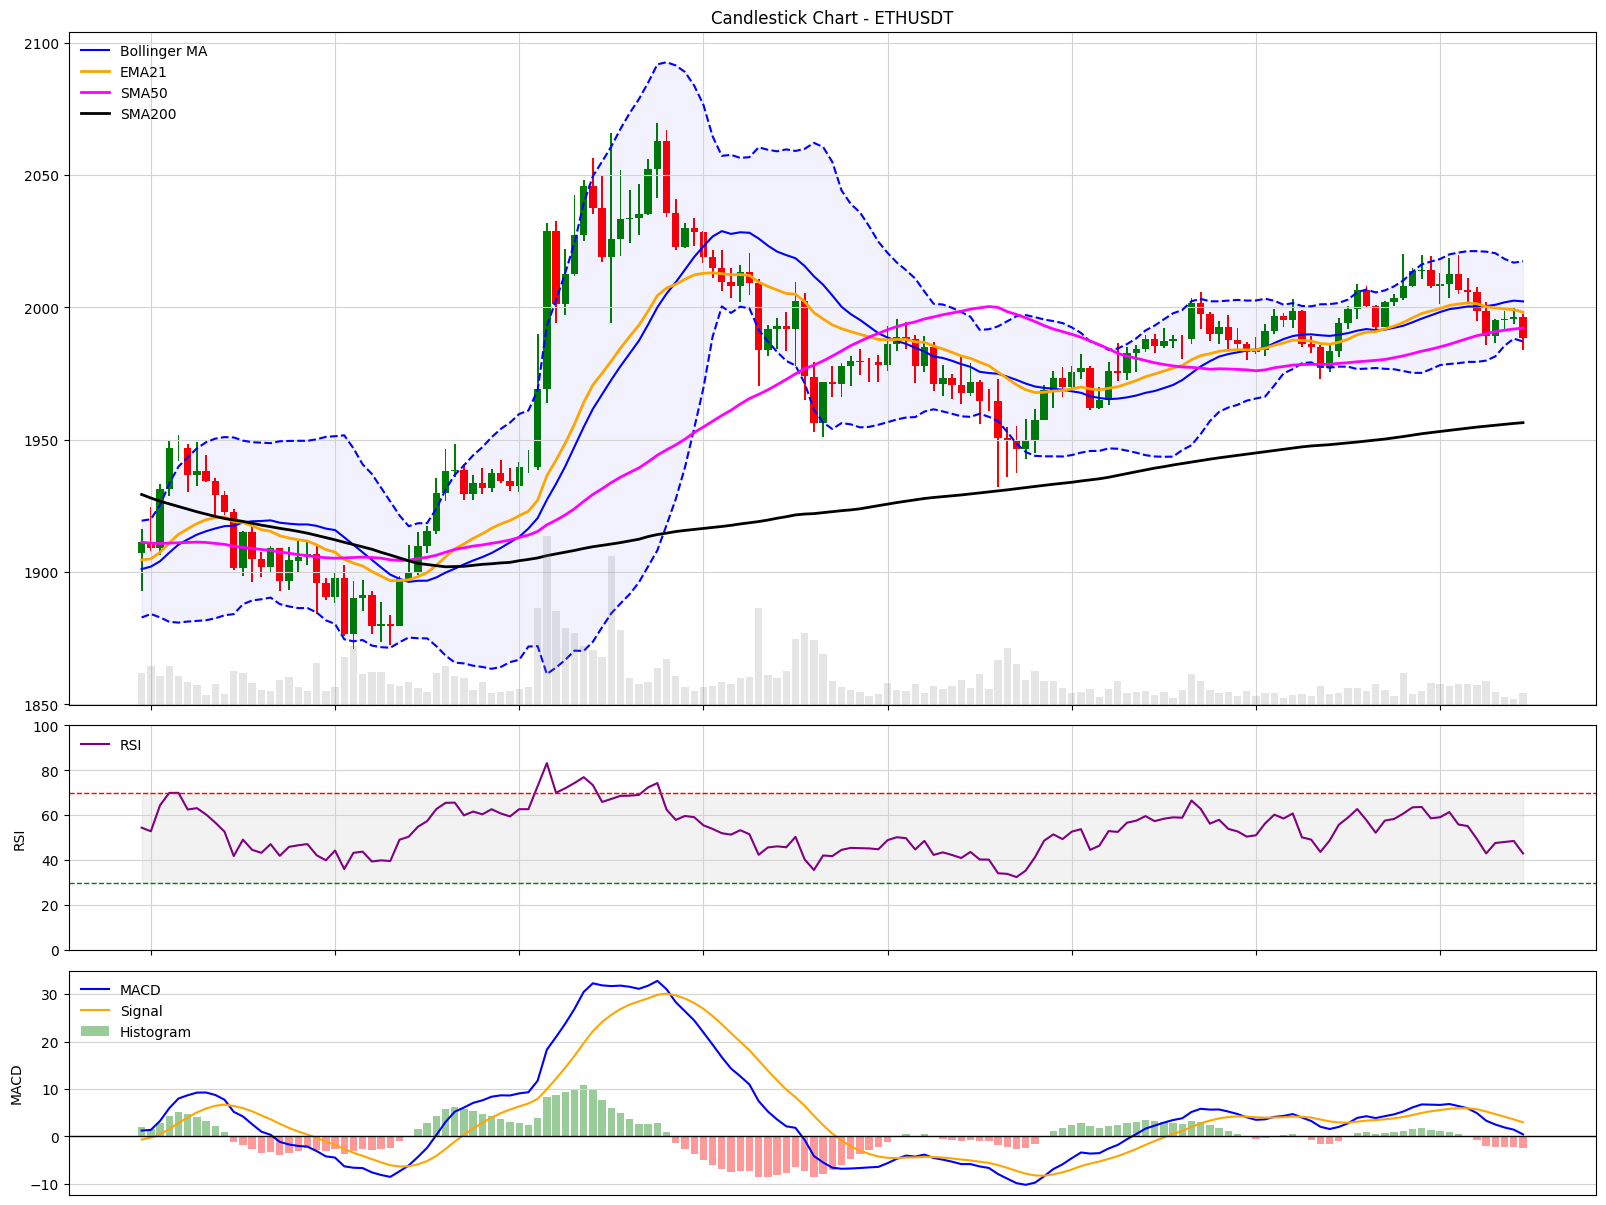 Candlestick Chart - ETHUSDT
2100
2050
2000
1950
1900
1850
Bollinger MA
EMA21
SMA50
SMA200
100
80
60
40
20
0
RSI
RSI
30
20
10
0
−10
MACD
MACD
Signal
Histogram